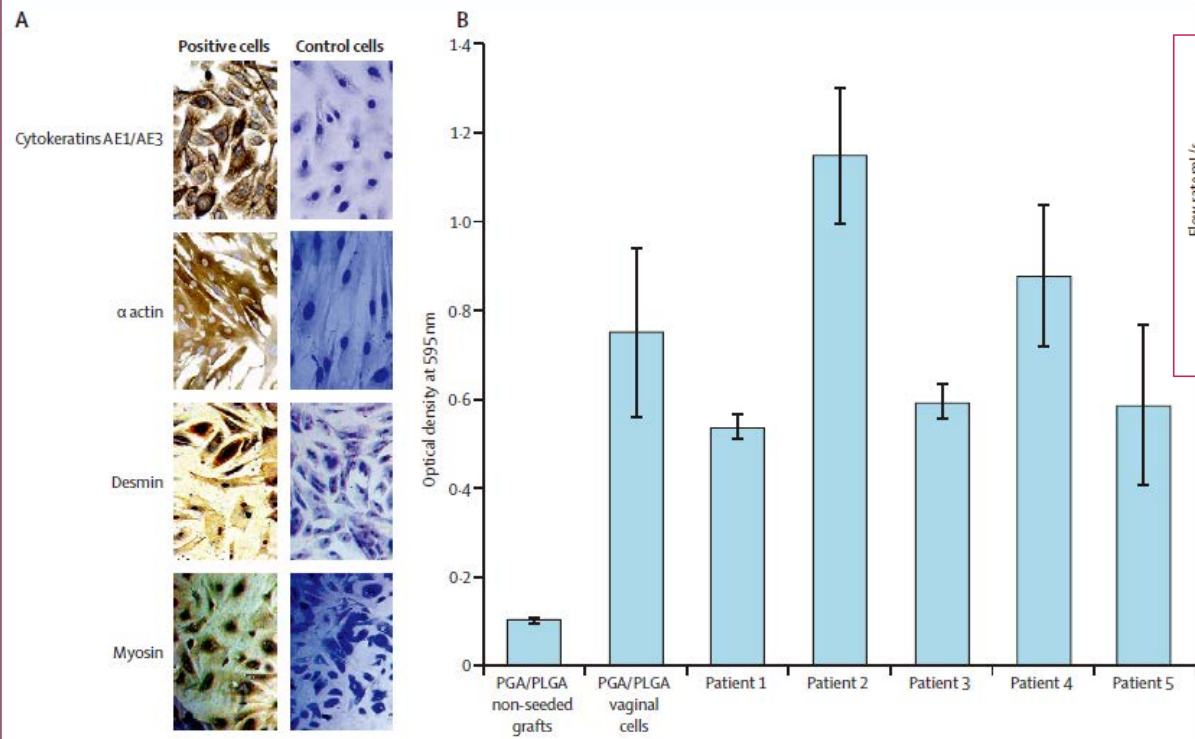 A
Positive cells
Control cells
Cytokeratins AE1/AE3
α actin
Desmin
Myosin
B
Optical density at 595 nm
1·4
1·2
1·0
0·8
0·6
0·4
0·2
0
PGA/PLGA
non-seeded
grafts
PGA/PLGA
vaginal
cells
Patient 1
Patient 2
Patient 3
Patient 4
Patient 5